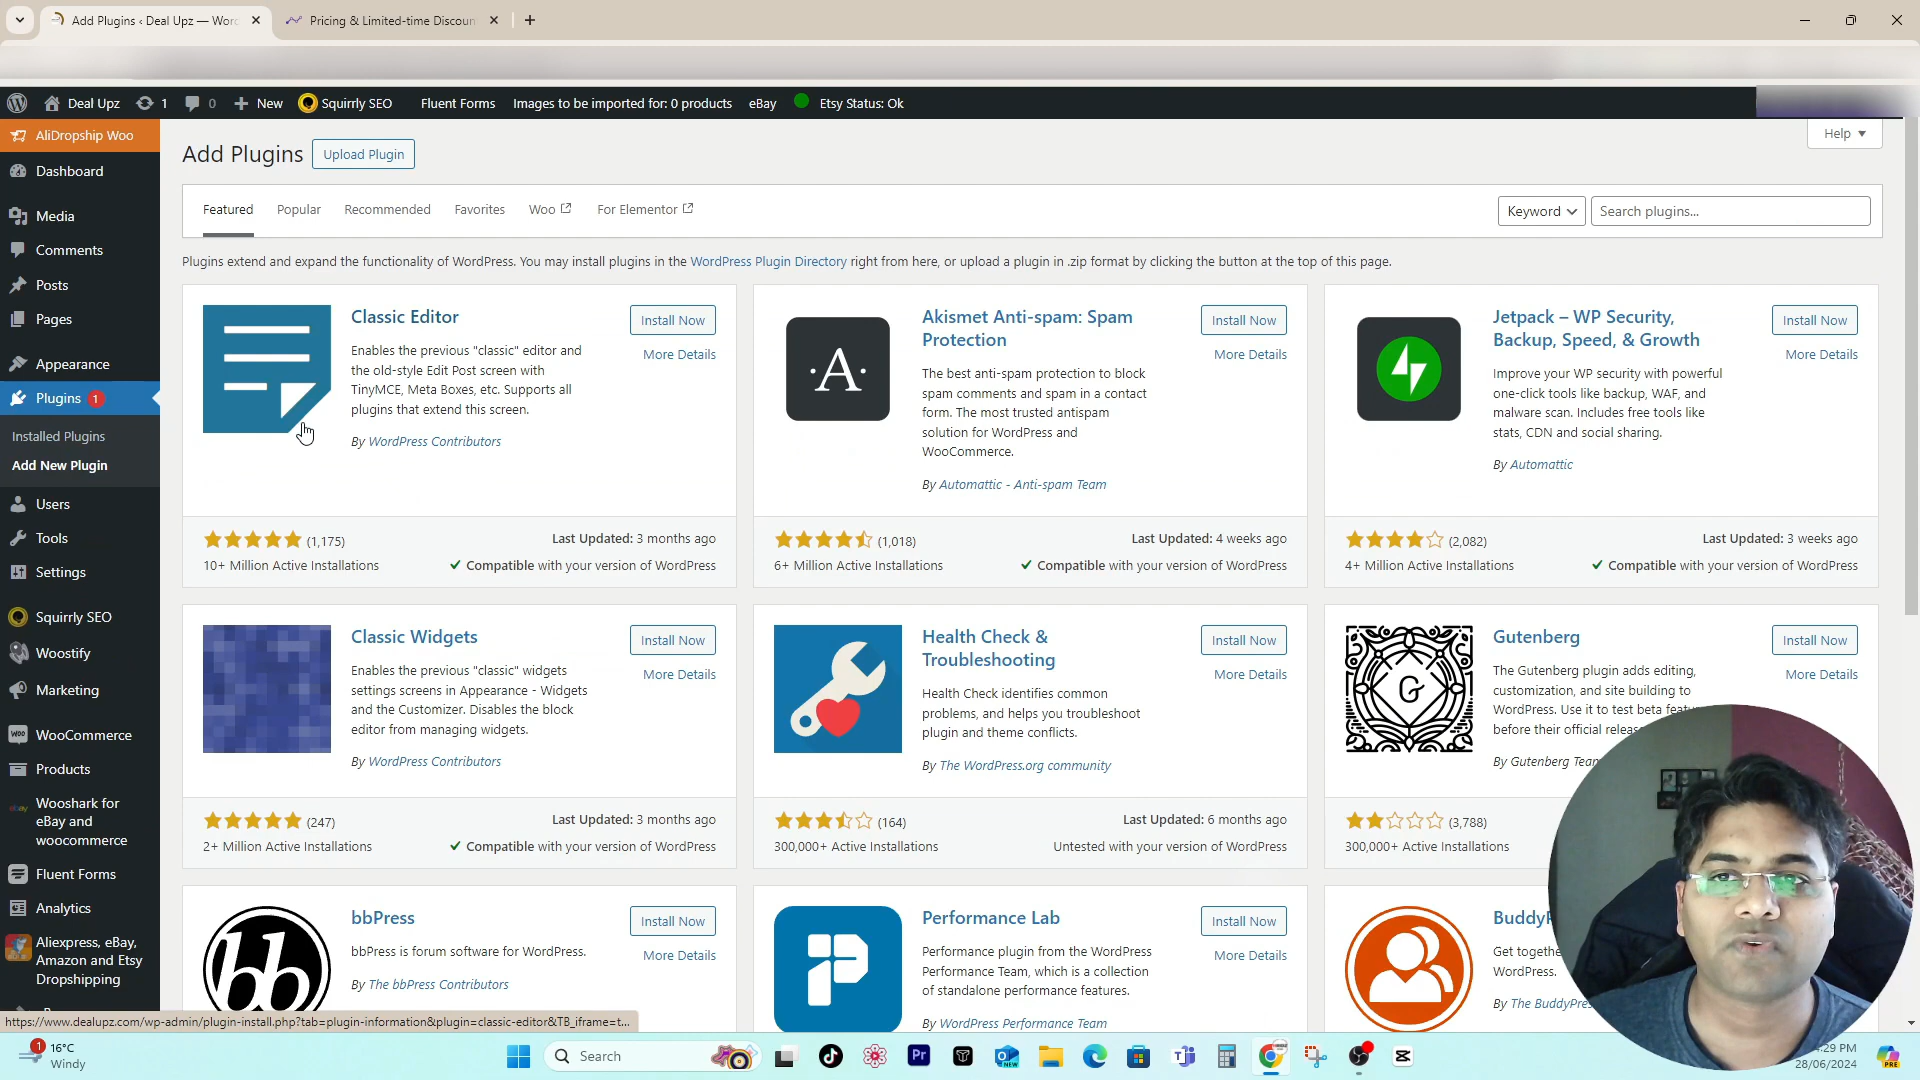 Add Plugins ‹ Deal Upz — Wor
Pricing & Limited-time Discoun
Deal Upz 1 0 New Squirrly SEO Fluent Forms Images to be imported for: 0 products eBay Etsy Status: Ok
AliDropship Woo
Dashboard
Media
Comments
Posts
Pages
Appearance
Plugins 1
Installed Plugins
Add New Plugin
Users
Tools
Settings
Squirrly SEO
Woostify
Marketing
WooCommerce
Products
Wooshark for
eBay and
woocommerce
Fluent Forms
Analytics
Aliexpress, eBay,
Amazon and Etsy
Dropshipping
Add Plugins
Upload Plugin
Help
Featured Popular Recommended Favorites Woo For Elementor
Keyword
Search plugins...
Plugins extend and expand the functionality of WordPress. You may install plugins in the WordPress Plugin Directory right from here, or upload a plugin in .zip format by clicking the button at the top of this page.
Classic Editor
Install Now
More Details
Enables the previous "classic" editor and
the old-style Edit Post screen with
TinyMCE, Meta Boxes, etc. Supports all
plugins that extend this screen.
By WordPress Contributors
(1,175)
Last Updated: 3 months ago
10+ Million Active Installations
Compatible with your version of WordPress
·A·
Akismet Anti-spam: Spam
Protection
Install Now
More Details
The best anti-spam protection to block
spam comments and spam in a contact
form. The most trusted antispam
solution for WordPress and
WooCommerce.
By Automattic - Anti-spam Team
(1,018)
Last Updated: 4 weeks ago
6+ Million Active Installations
Compatible with your version of WordPress
Jetpack – WP Security,
Backup, Speed, & Growth
Install Now
More Details
Improve your WP security with powerful
one-click tools like backup, WAF, and
malware scan. Includes free tools like
stats, CDN and social sharing.
By Automattic
(2,082)
Last Updated: 3 weeks ago
4+ Million Active Installations
Compatible with your version of WordPress
Classic Widgets
Install Now
More Details
Enables the previous "classic" widgets
settings screens in Appearance - Widgets
and the Customizer. Disables the block
editor from managing widgets.
By WordPress Contributors
(247)
Last Updated: 3 months ago
2+ Million Active Installations
Compatible with your version of WordPress
Health Check &
Troubleshooting
Install Now
More Details
Health Check identifies common
problems, and helps you troubleshoot
plugin and theme conflicts.
By The WordPress.org community
(164)
Last Updated: 6 months ago
300,000+ Active Installations
Untested with your version of WordPress
G
Gutenberg
Install Now
More Details
The Gutenberg plugin adds editing,
customization, and site building to
WordPress. Use it to test beta featu
before their official releas
By Gutenberg Team
(3,788)
300,000+ Active Installations
bb
bbPress
Install Now
More Details
bbPress is forum software for WordPress.
By The bbPress Contributors
Performance Lab
Install Now
More Details
Performance plugin from the WordPress
Performance Team, which is a collection
of standalone performance features.
By WordPress Performance Team
BuddyP
Get togethe
WordPress.
By The BuddyPres
https://www.dealupz.com/wp-admin/plugin-install.php?tab=plugin-information&plugin=classic-editor&TB_iframe=t...
1
16°C
Windy
Search
Pr
NEW
PRE
4:29 PM
28/06/2024